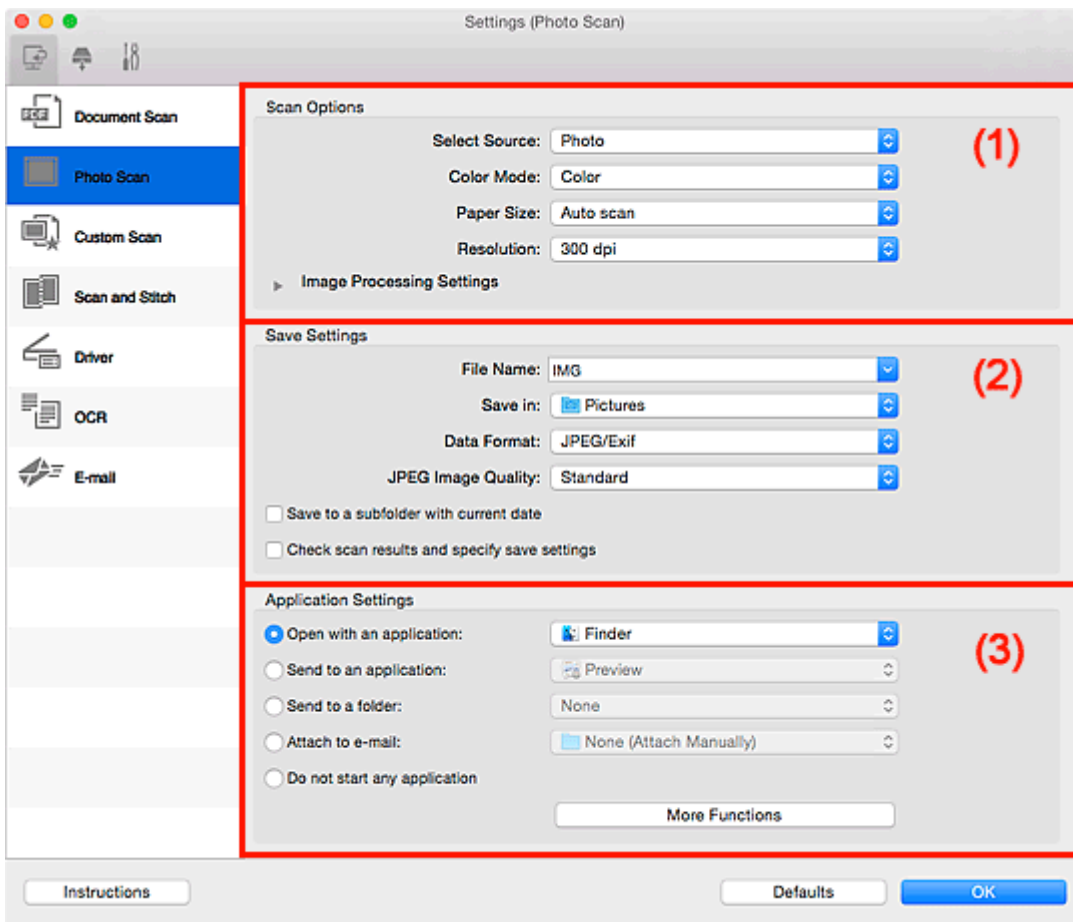 Settings (Photo Scan)
Document Scan
Photo Scan
Custom Scan
Scan and Stitch
Driver
OCR
E-mail
Scan Options
(1)
Select Source: Photo
Color Mode: Color
Paper Size: Auto scan
Resolution: 300 dpi
Image Processing Settings
Save Settings
(2)
File Name: IMG
Save in: Pictures
Data Format: JPEG/Exif
JPEG Image Quality: Standard
Save to a subfolder with current date
Check scan results and specify save settings
Application Settings
(3)
Open with an application: Finder
Send to an application: Preview
Send to a folder: None
Attach to e-mail: None (Attach Manually)
Do not start any application
More Functions
Instructions Defaults OK